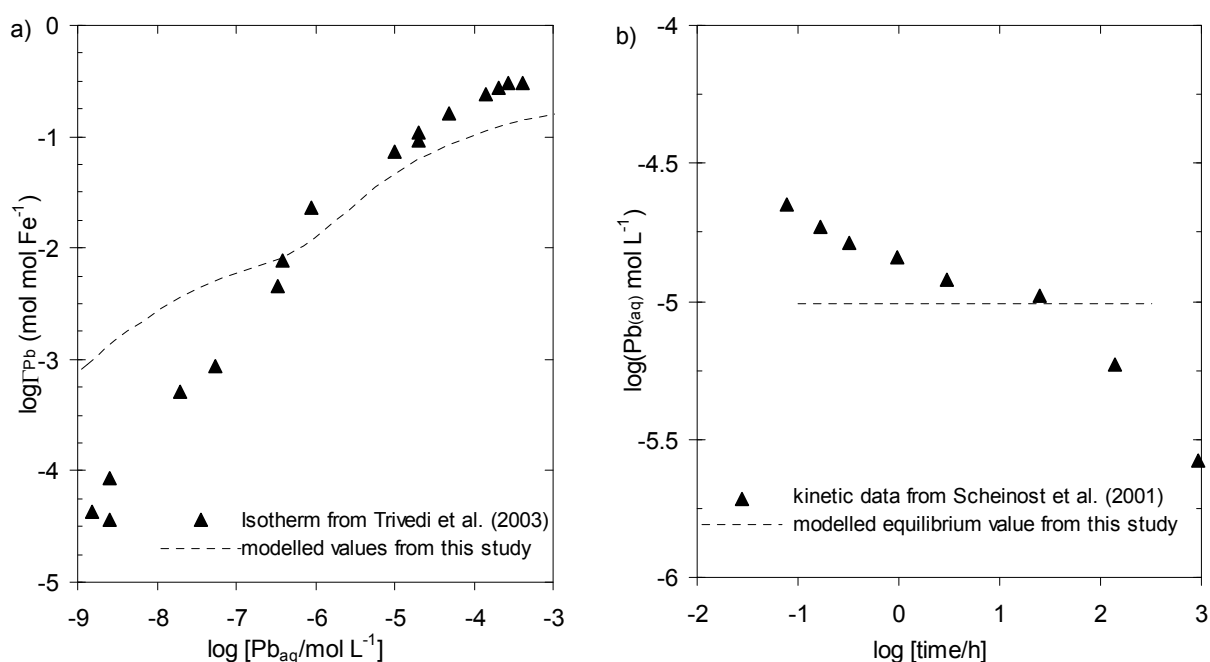 a)
0
-1
-2
-3
-4
-5
logΓPb (mol mol Fe-1)
Isotherm from Trivedi et al. (2003)
modelled values from this study
-9 -8 -7 -6 -5 -4 -3
log [Pbaq/mol L-1]
b)
-4
-4.5
-5
-5.5
-6
log(Pb(aq) mol L-1)
kinetic data from Scheinost et al. (2001)
modelled equilibrium value from this study
-2 -1 0 1 2 3
log [time/h]